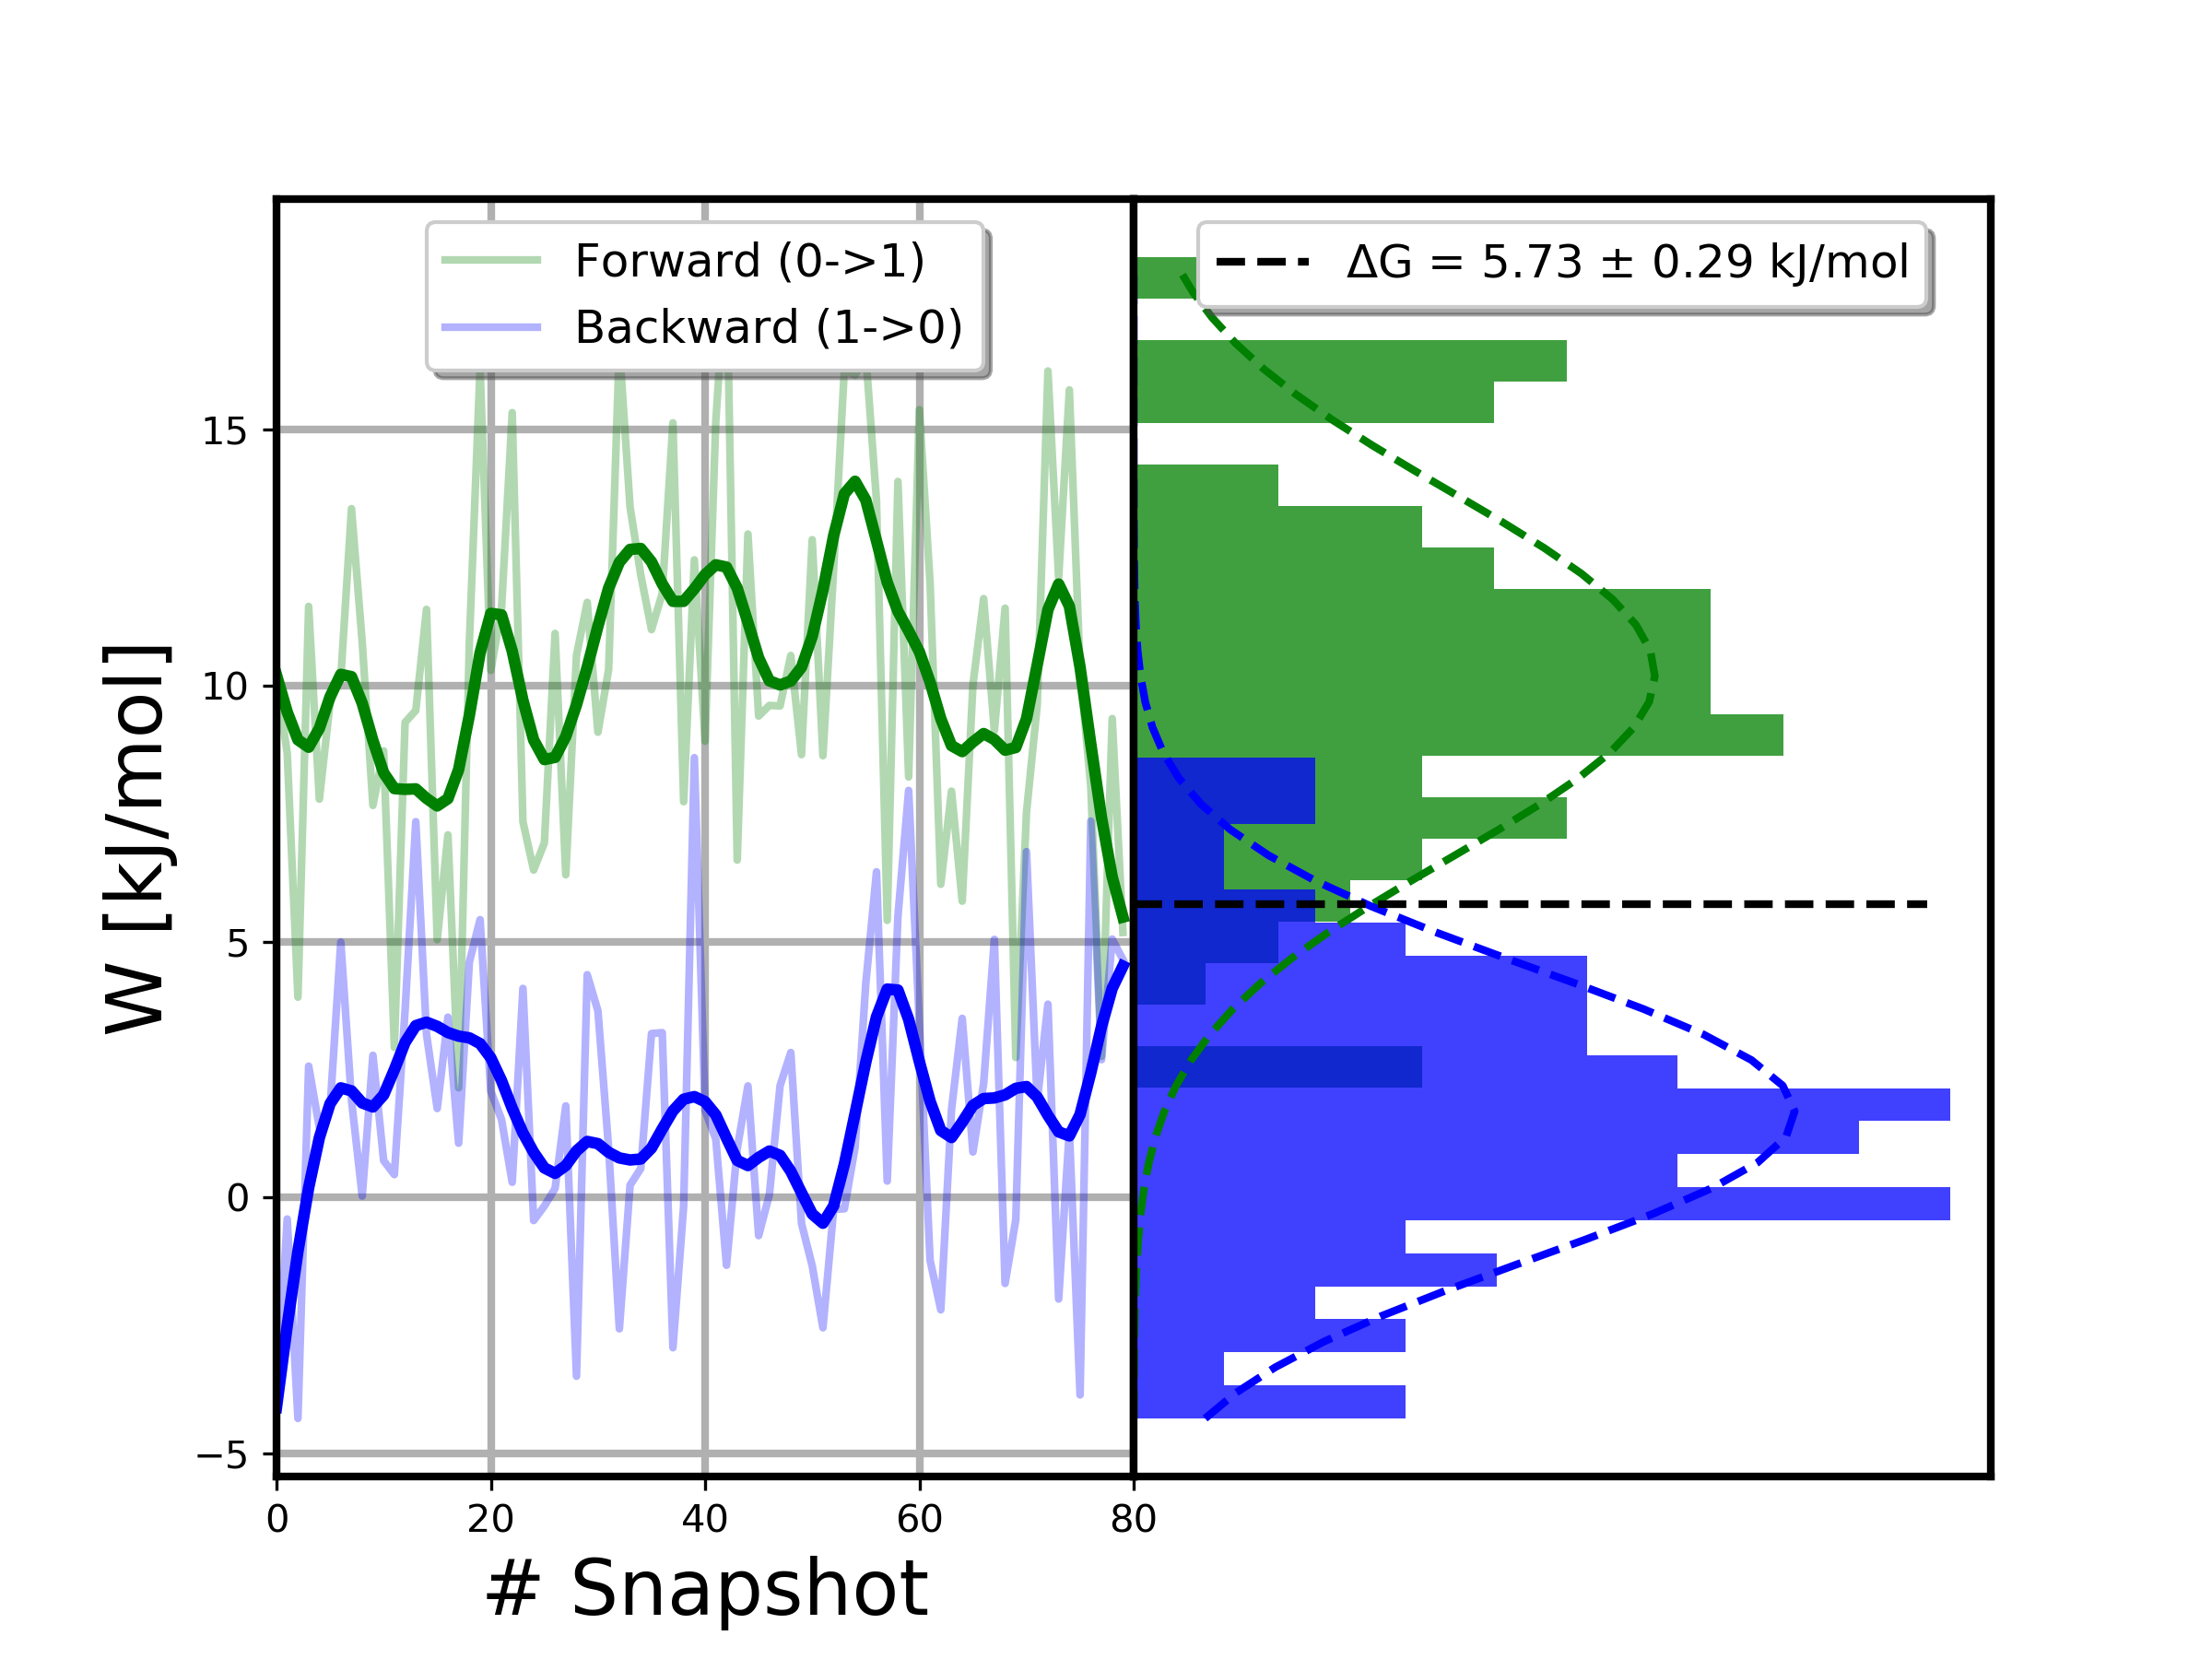 Forward (0->1)
Backward (1->0)
ΔG = 5.73 ± 0.29 kJ/mol
W [kJ/mol]
15
10
5
0
−5
0 20 40 60 80
# Snapshot